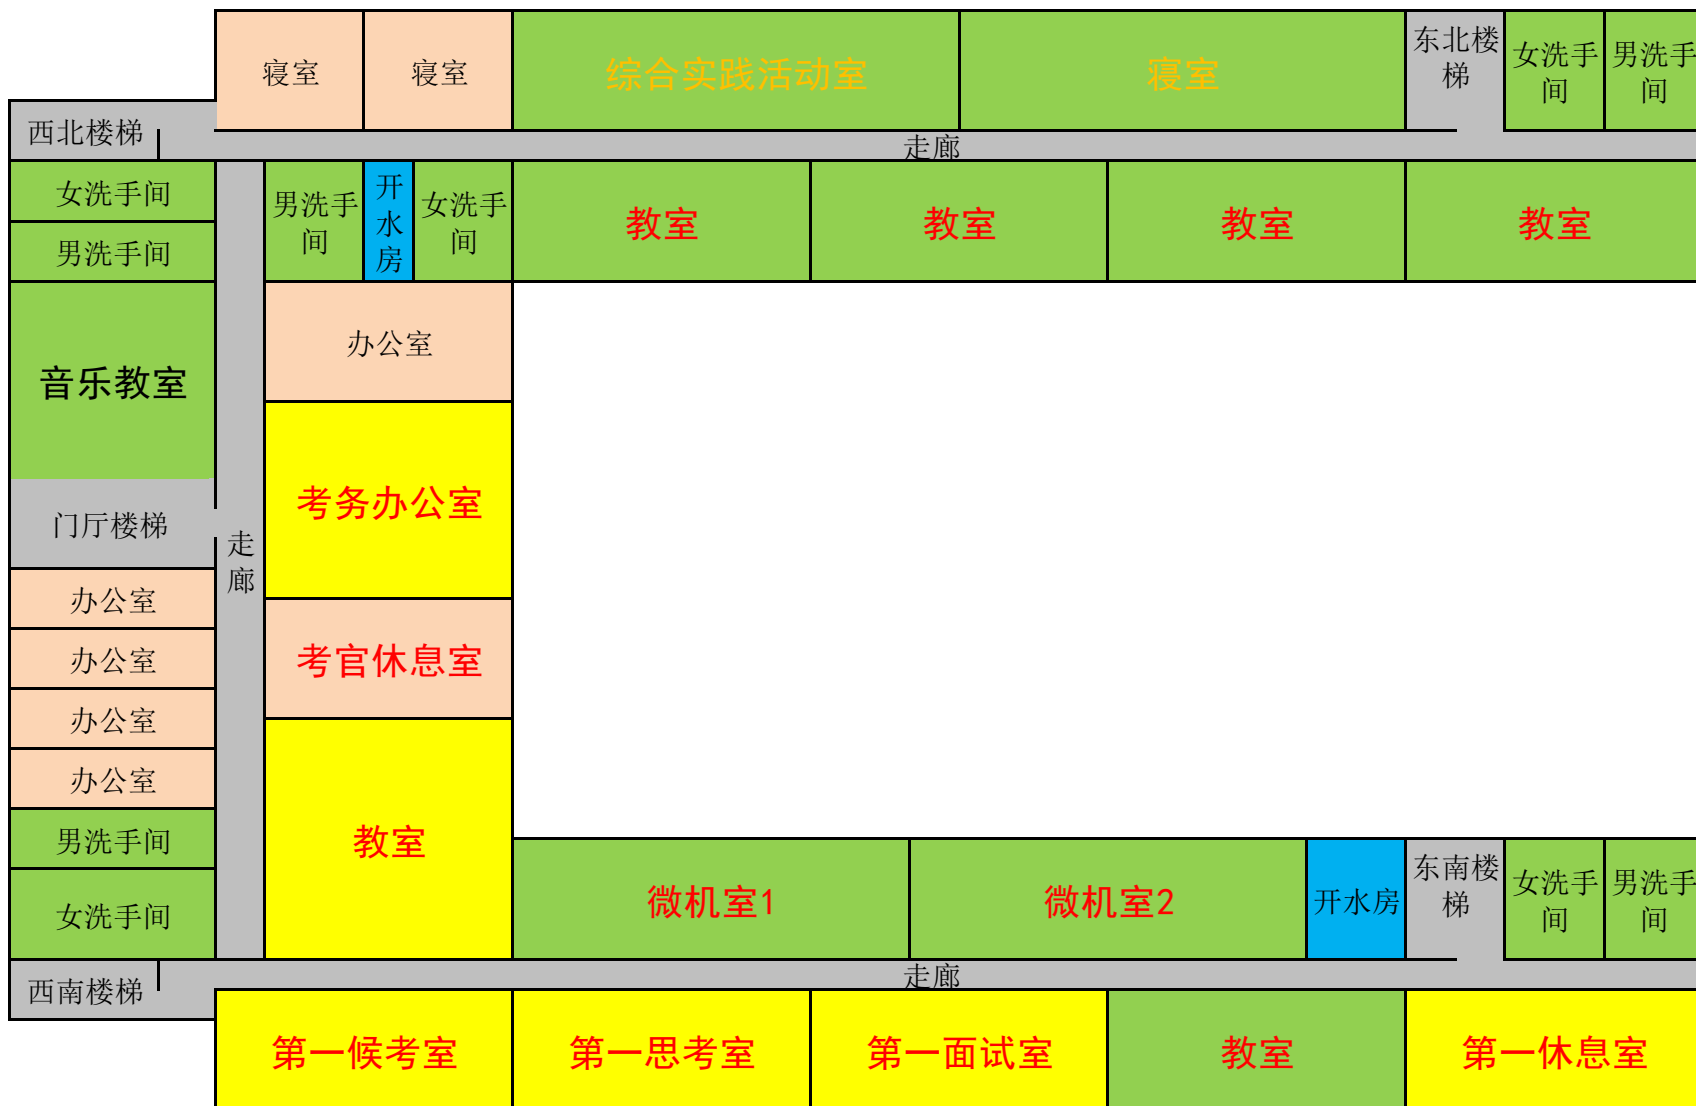 寝室
寝室
综合实践活动室
寝室
东北楼
梯
女洗手
间
男洗手
间
西北楼梯
走廊
女洗手间
男洗手间
男洗手
间
开
水
房
女洗手
间
教室
教室
教室
教室
音乐教室
办公室
考务办公室
门厅楼梯
走
廊
办公室
办公室
办公室
办公室
考官休息室
男洗手间
女洗手间
教室
微机室1
微机室2
开水房
东南楼
梯
女洗手
间
男洗手
间
西南楼梯
走廊
第一候考室
第一思考室
第一面试室
教室
第一休息室